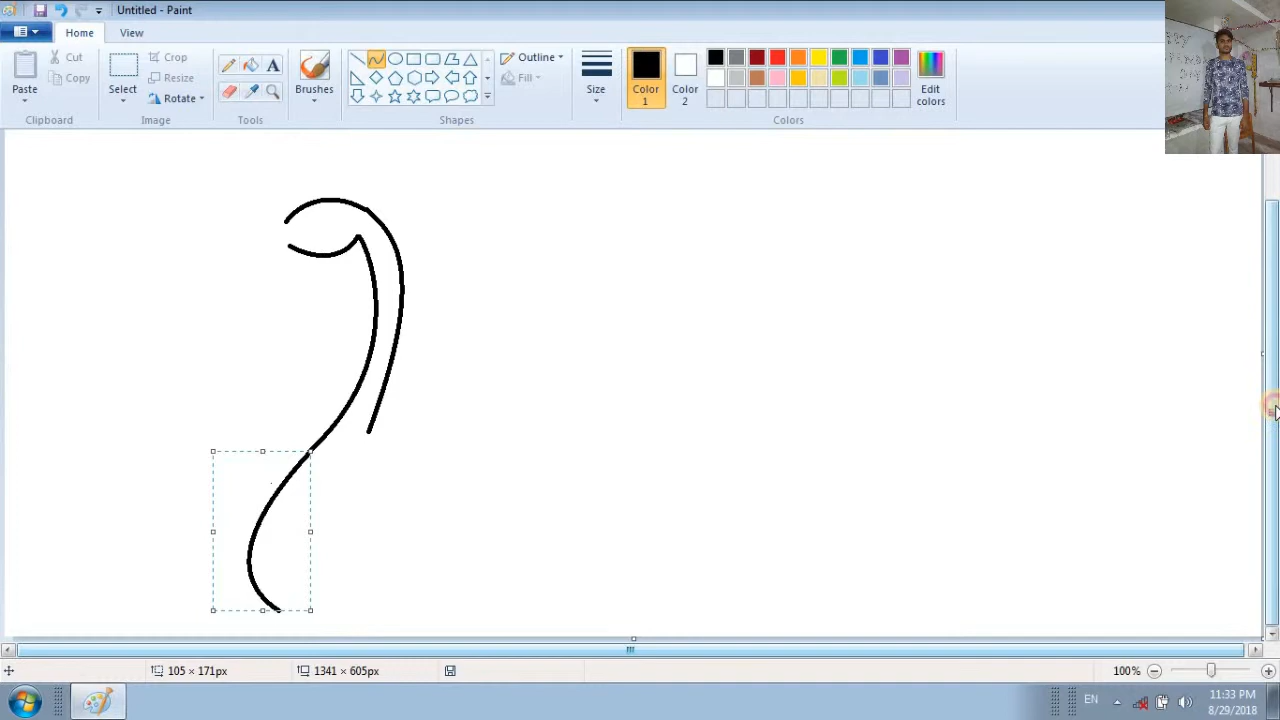 Untitled - Paint
Home
View
Paste
Cut
Copy
Clipboard
Select
Crop
Resize
Rotate
Image
Tools
Brushes
Shapes
Outline
Fill
Size
Color
1
Color
2
Colors
Edit
colors
105 × 171px
1341 × 605px
100%
EN
11:33 PM
8/29/2018